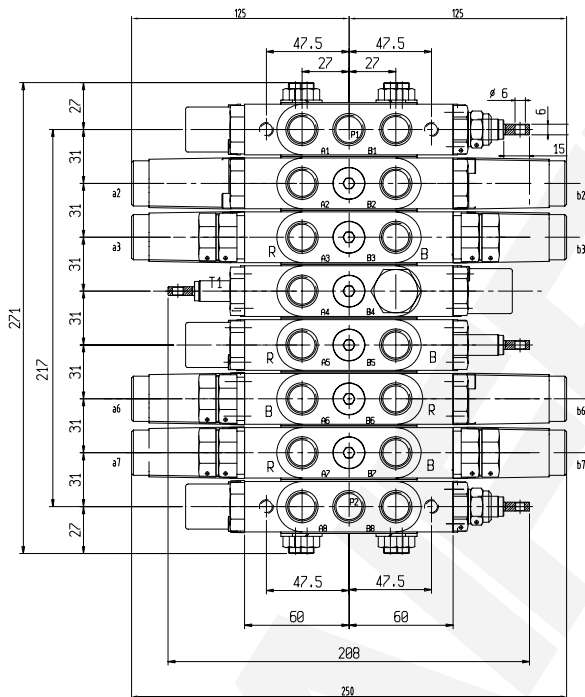 125 125
47.5 47.5
27 27
ø 6
6
15
27
31
31
31
31
31
31
31
27
271
217
A1 P1 B1
a2 A2 B2 b2
a3 R A3 B3 B b3
T1 A4 B4
R A5 B5 B
a6 B A6 B6 R b6
a7 R A7 B7 B b7
P2
A8 B8
47.5 47.5
60 60
208
250